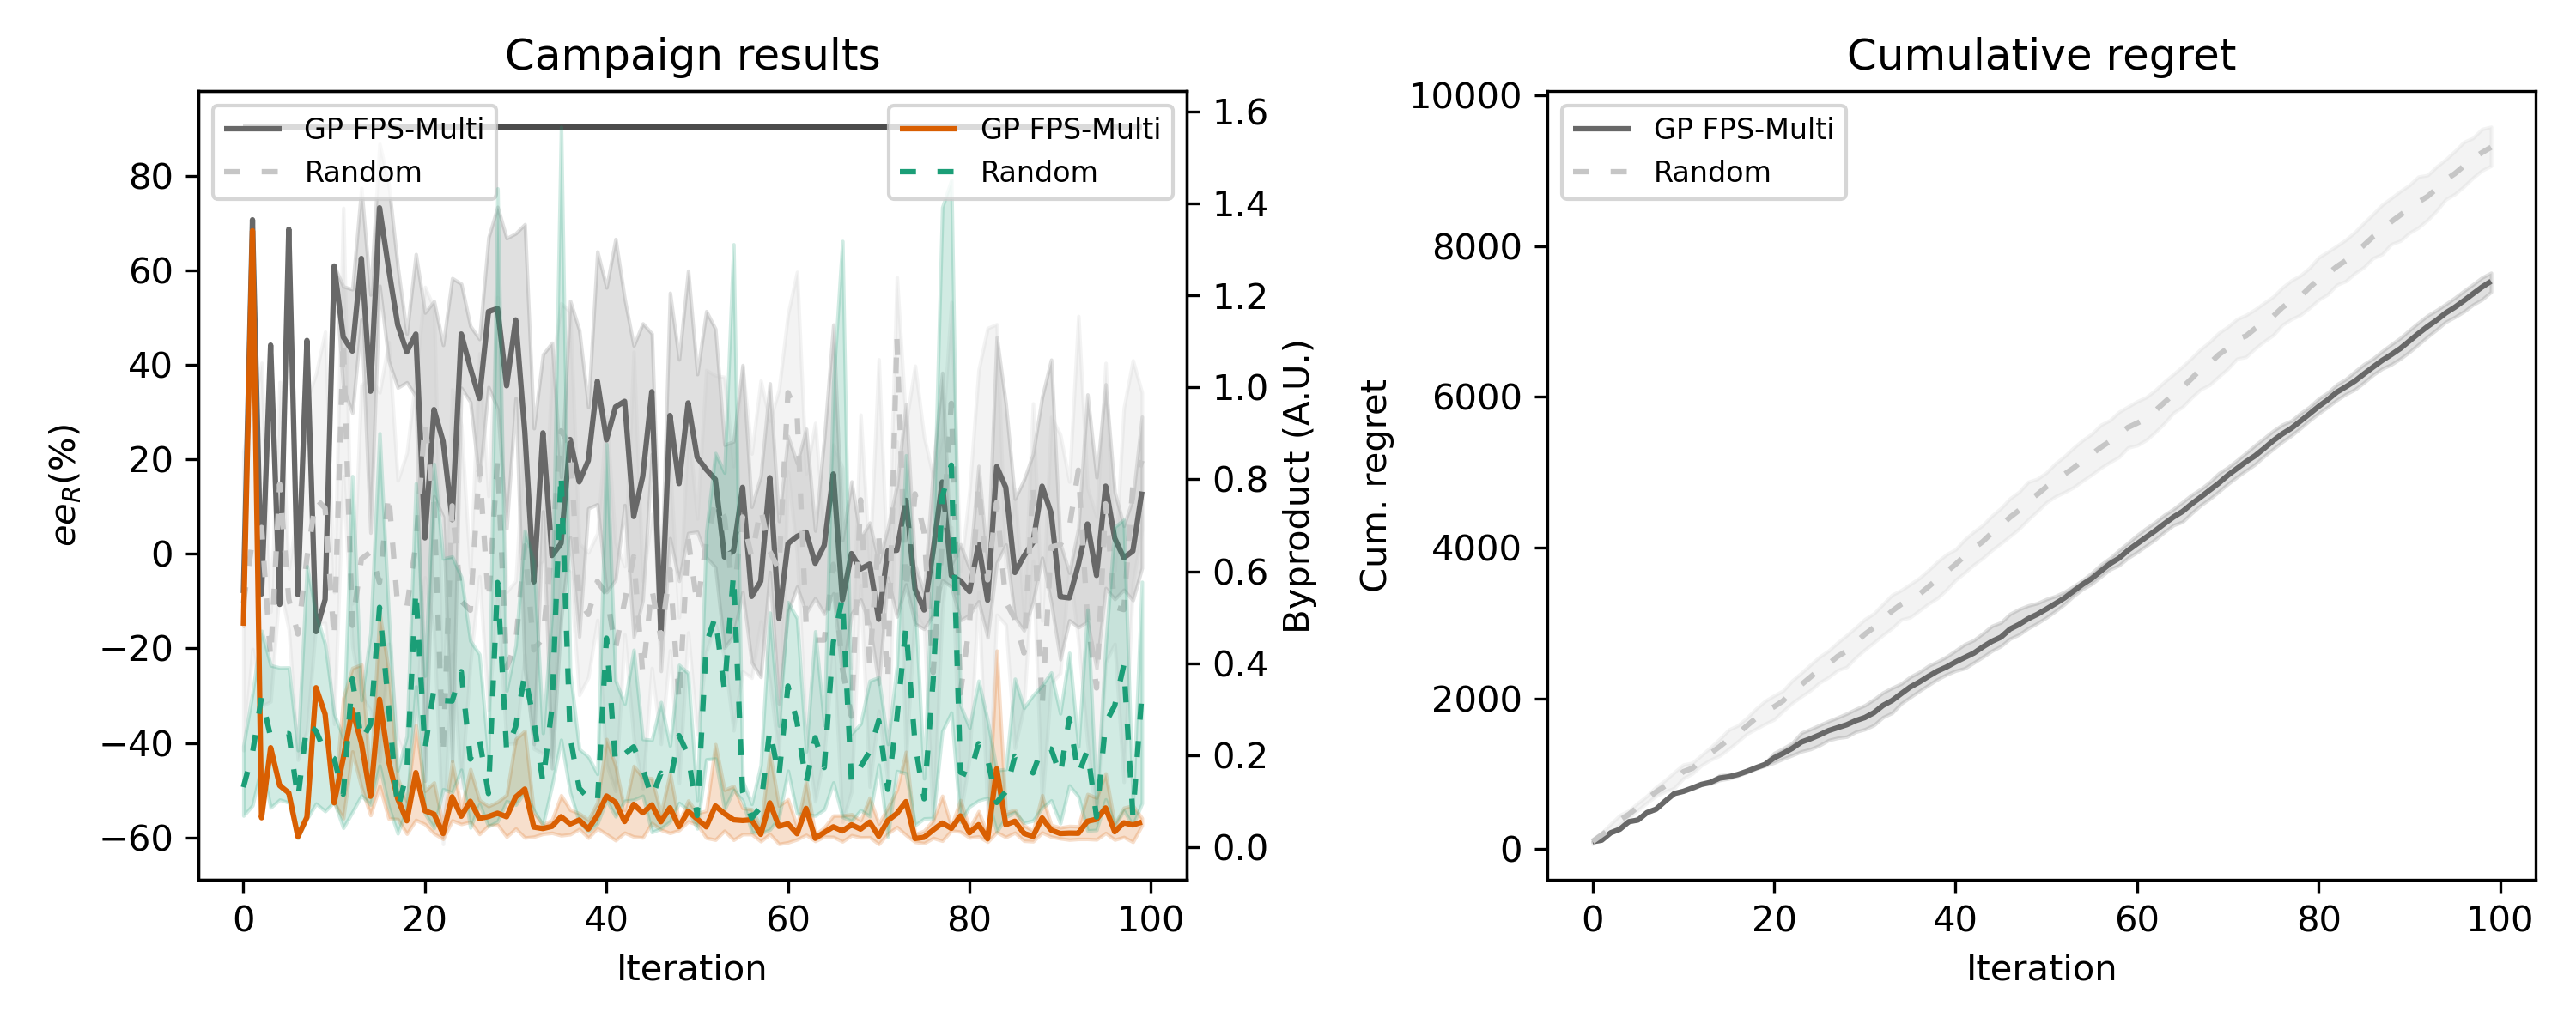 Campaign results
GP FPS-Multi
Random
GP FPS-Multi
Random
80
60
40
20
0
−20
−40
−60
ee_R(%)
1.6
1.4
1.2
1.0
0.8
0.6
0.4
0.2
0.0
Byproduct (A.U.)
0 20 40 60 80 100
Iteration
Cumulative regret
GP FPS-Multi
Random
10000
8000
6000
4000
2000
0
Cum. regret
0 20 40 60 80 100
Iteration